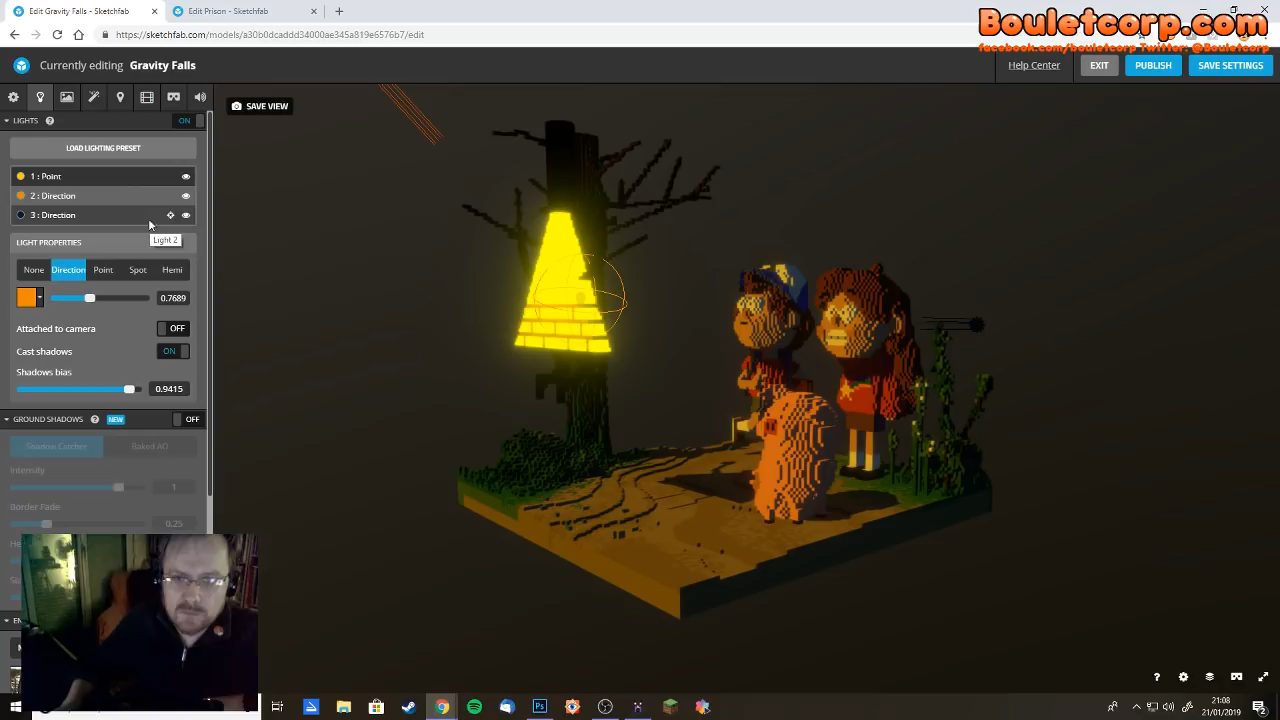 Edit Gravity Falls - Sketchfab
Edit Prison - Sketchfab
https://sketchfab.com/models/a30b0dcab3d34000ae345a819e6576b7/edit
Bouletcorp.com
facebook.com/bouletcorp Twitter: @Bouletcorp
Currently editing Gravity Falls
Help Center
EXIT
PUBLISH
SAVE SETTINGS
LIGHTS ?
ON
SAVE VIEW
LOAD LIGHTING PRESET
1 : Point
2 : Direction
3 : Direction
Light 2
LIGHT PROPERTIES
None Direction Point Spot Hemi
0.7689
Attached to camera OFF
Cast shadows ON
Shadows bias
0.9415
GROUND SHADOWS ? NEW OFF
Shadow Catcher Baked AO
Intensity
1
Border Fade
0.25
EN
?
Ps
21:08
21/01/2019
2